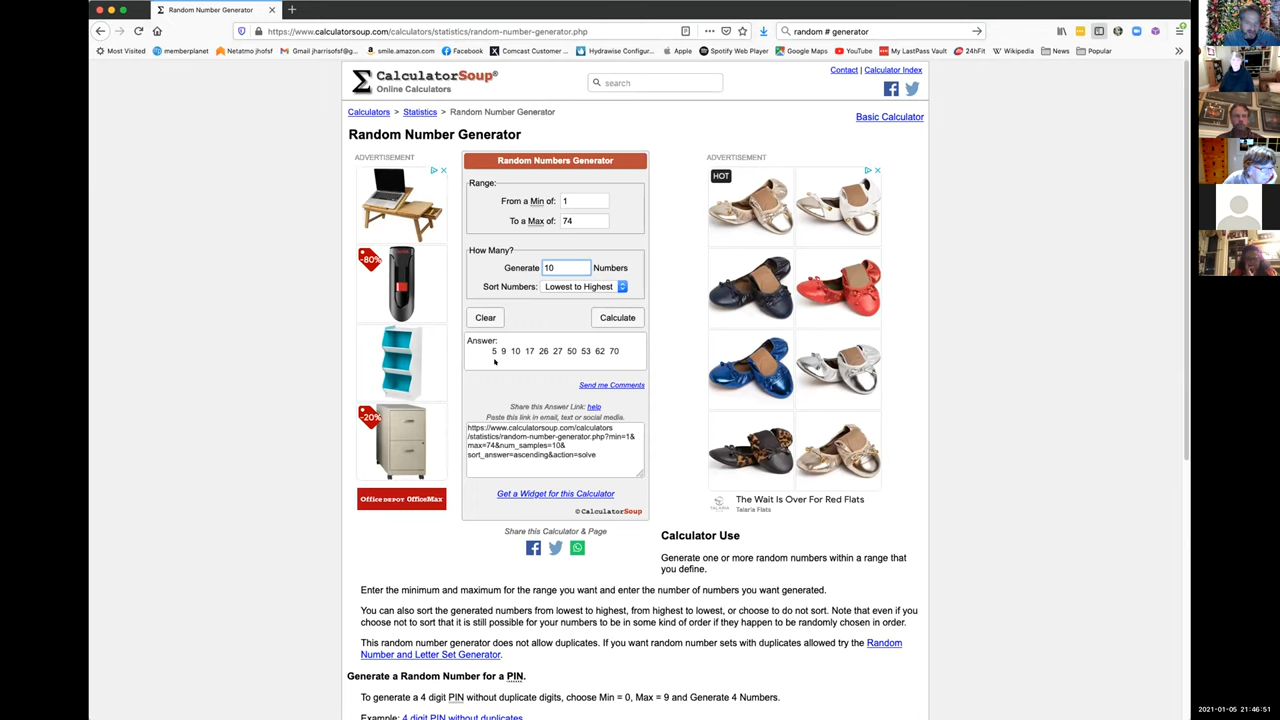 Random Number Generator
https://www.calculatorsoup.com/calculators/statistics/random-number-generator.php
random # generator
Most Visited
memberplanet
Netatmo jhofsf
Gmail jharrisofsf@g...
smile.amazon.com
Facebook
Comcast Customer ...
Hydrawise Configur...
Apple
Spotify Web Player
Google Maps
YouTube
My LastPass Vault
24hFit
Wikipedia
News
Popular
CalculatorSoup®
Online Calculators
search
Contact | Calculator Index
Calculators > Statistics > Random Number Generator
Basic Calculator
Random Number Generator
ADVERTISEMENT
-80%
-20%
Office DEPOT OfficeMax
Random Numbers Generator
Range:
From a Min of: 1
To a Max of: 74
How Many?
Generate 10 Numbers
Sort Numbers: Lowest to Highest
Clear
Calculate
Answer:
5 9 10 17 26 27 50 53 62 70
Send me Comments
Share this Answer Link: help
Paste this link in email, text or social media.
https://www.calculatorsoup.com/calculators
/statistics/random-number-generator.php?min=1&
max=74&num_samples=10&
sort_answer=ascending&action=solve
Get a Widget for this Calculator
© CalculatorSoup
Share this Calculator & Page
ADVERTISEMENT
HOT
TALARIA
The Wait Is Over For Red Flats
Talaria Flats
Calculator Use
Generate one or more random numbers within a range that
you define.
Enter the minimum and maximum for the range you want and enter the number of numbers you want generated.
You can also sort the generated numbers from lowest to highest, from highest to lowest, or choose to do not sort. Note that even if you
choose not to sort that it is still possible for your numbers to be in some kind of order if they happen to be randomly chosen in order.
This random number generator does not allow duplicates. If you want random number sets with duplicates allowed try the Random
Number and Letter Set Generator.
Generate a Random Number for a PIN.
To generate a 4 digit PIN without duplicate digits, choose Min = 0, Max = 9 and Generate 4 Numbers.
Example: 4 digit PIN without duplicates
2021-01-05 21:46:51